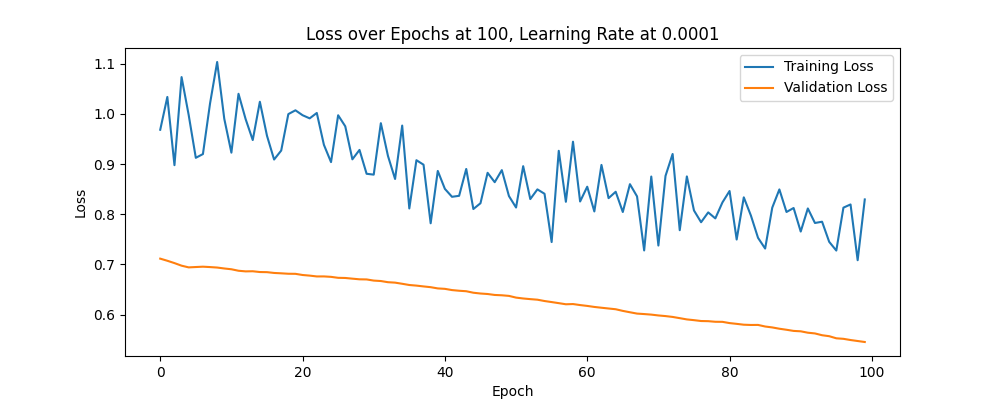 Loss over Epochs at 100, Learning Rate at 0.0001
Training Loss
Validation Loss
1.1
1.0
0.9
0.8
0.7
0.6
Loss
0
20
40
60
80
100
Epoch